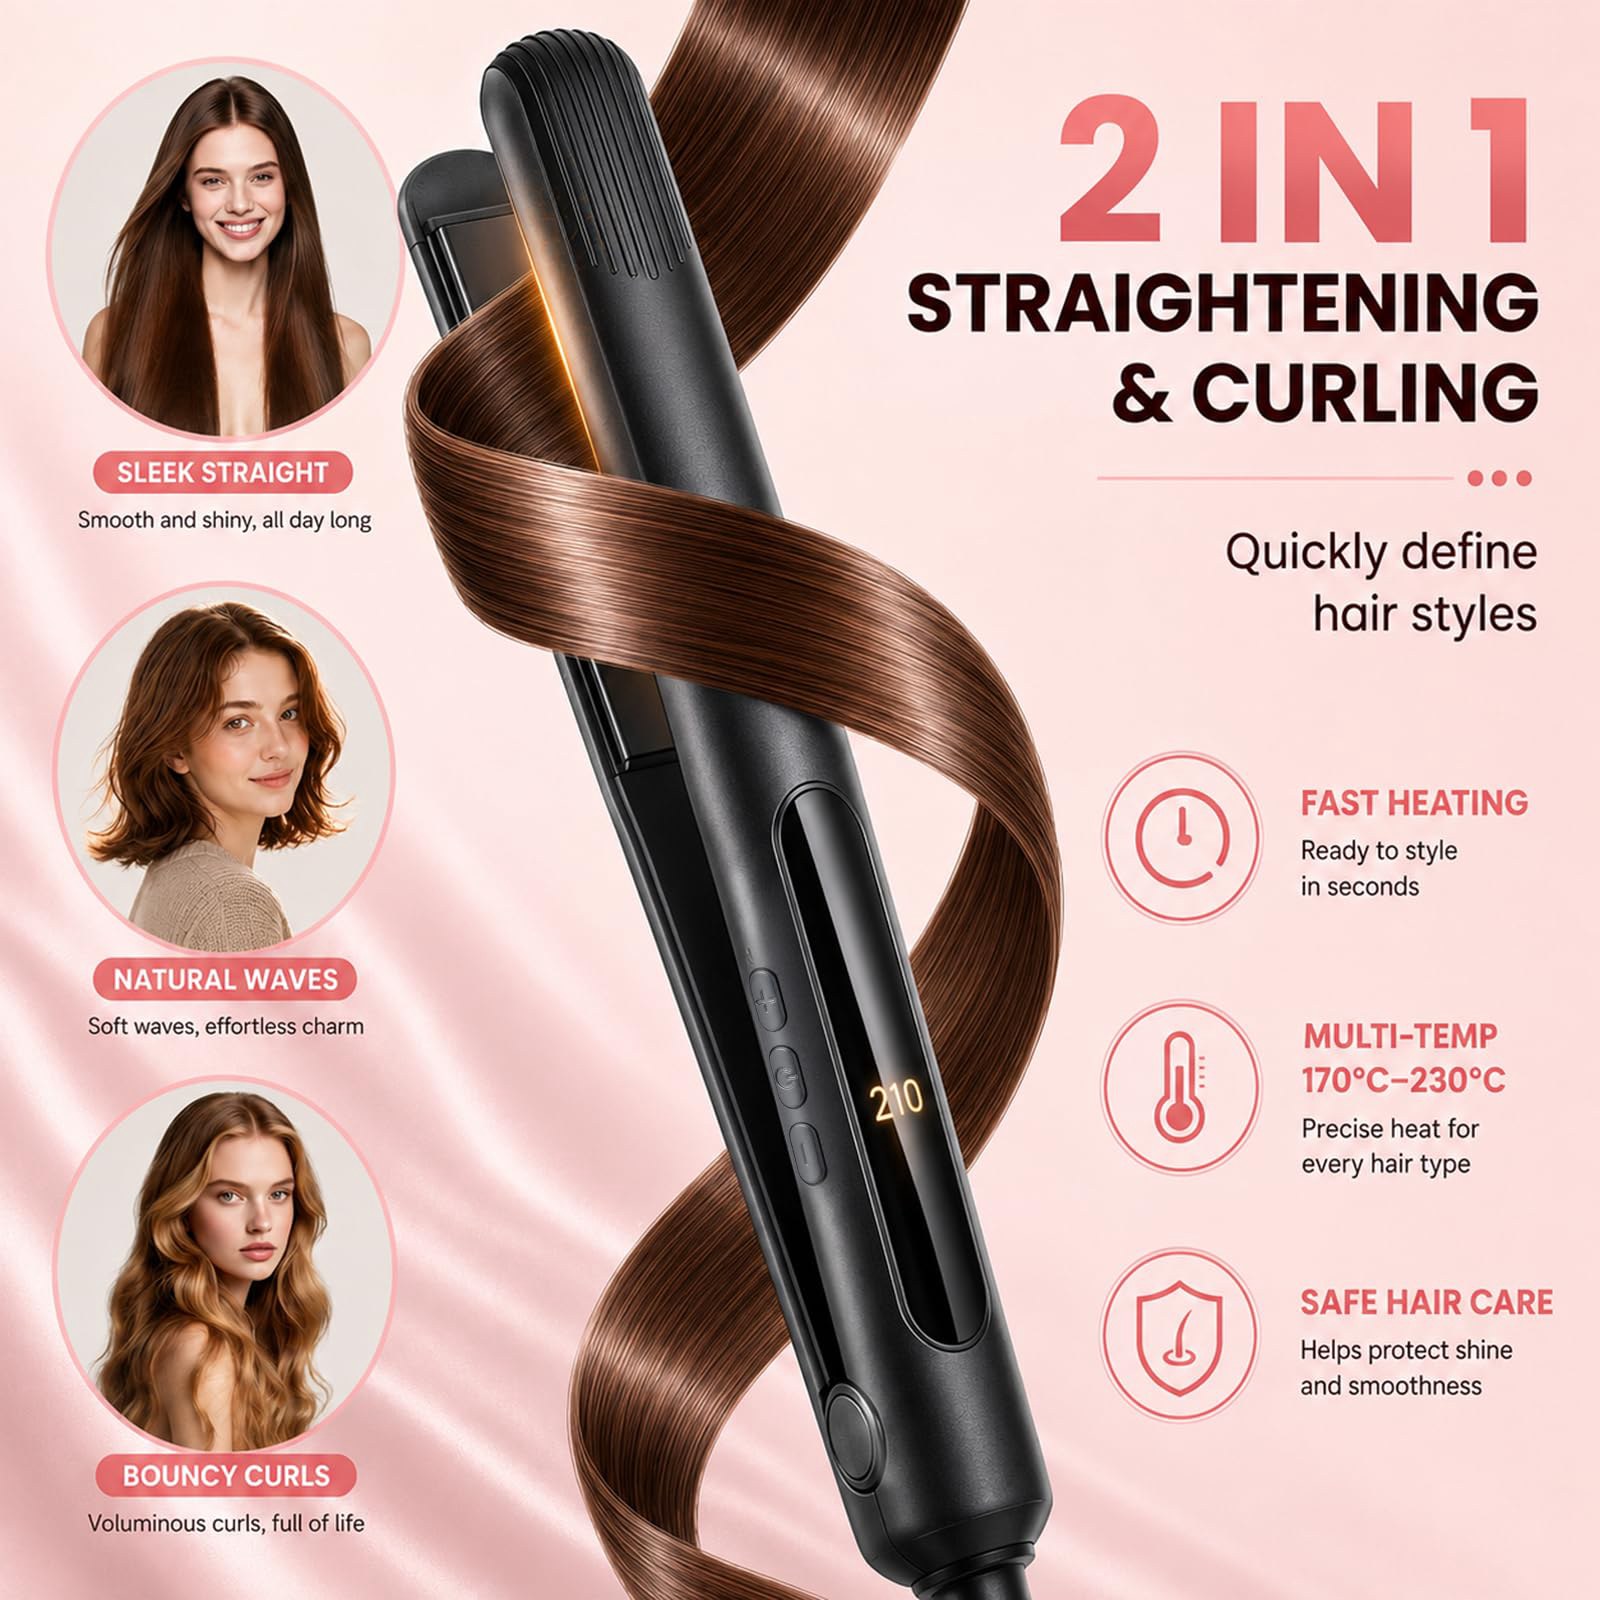 2 IN 1
STRAIGHTENING
& CURLING
Quickly define
hair styles
SLEEK STRAIGHT
Smooth and shiny, all day long
NATURAL WAVES
Soft waves, effortless charm
BOUNCY CURLS
Voluminous curls, full of life
210
FAST HEATING
Ready to style
in seconds
MULTI-TEMP
170°C–230°C
Precise heat for
every hair type
SAFE HAIR CARE
Helps protect shine
and smoothness